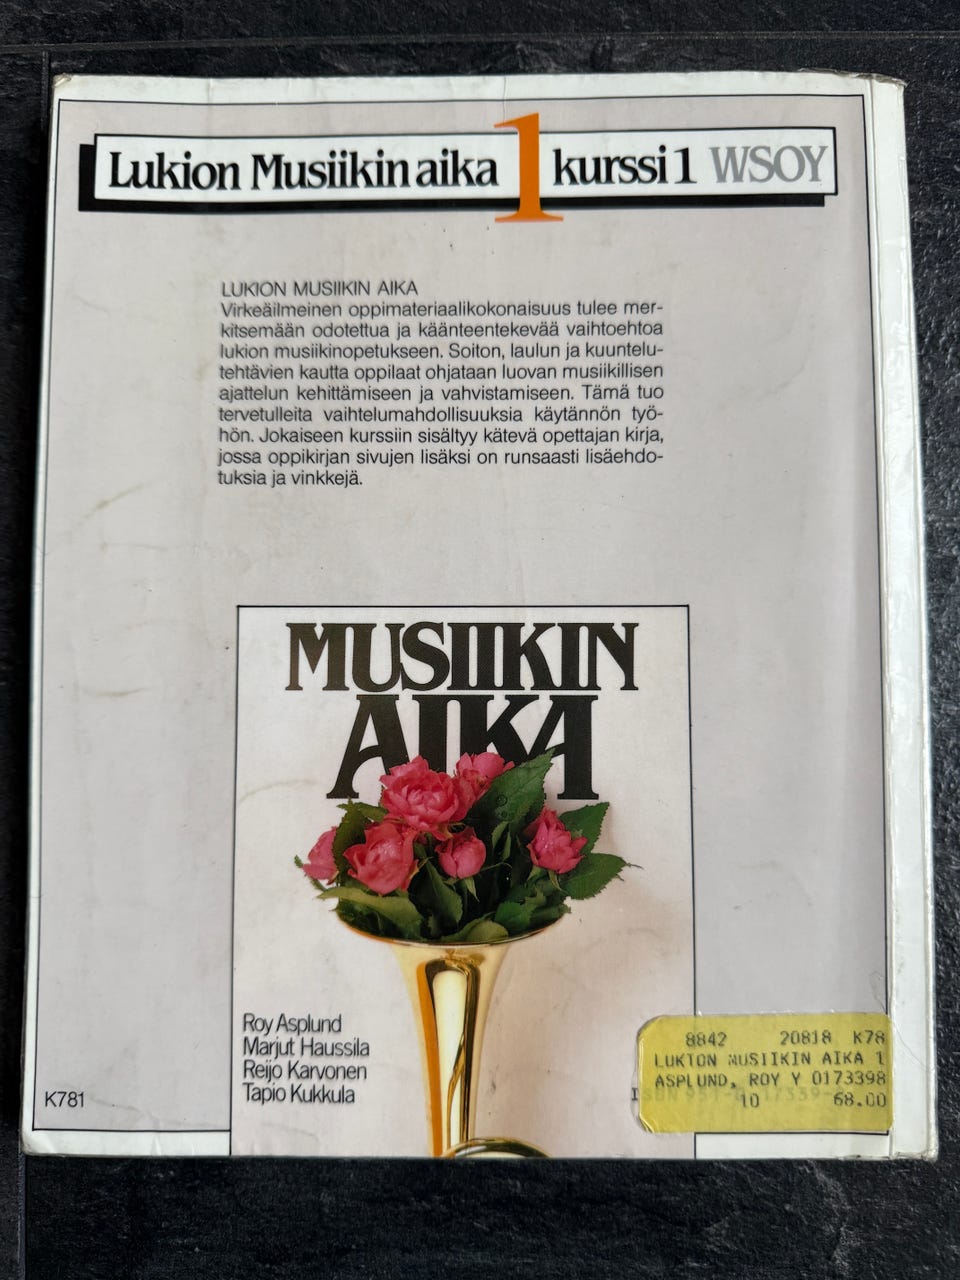 Lukion Musiikin aika 1 kurssi 1 WSOY
LUKION MUSIIKIN AIKA
Virkeäilmeinen oppimateriaalikokonaisuus tulee mer-
kitsemään odotettua ja käänteentekevää vaihtoehtoa
lukion musiikinopetukseen. Soiton, laulun ja kuuntelu-
tehtävien kautta oppilaat ohjataan luovan musiikillisen
ajattelun kehittämiseen ja vahvistamiseen. Tämä tuo
tervetulleita vaihtelumahdollisuuksia käytännön työ-
hön. Jokaiseen kurssiin sisältyy kätevä opettajan kirja,
jossa oppikirjan sivujen lisäksi on runsaasti lisäehdo-
tuksia ja vinkkejä.
MUSIIKIN
AIKA
Roy Asplund
Marjut Haussila
Reijo Karvonen
Tapio Kukkula
K781
8842 20818 K78
LUKION MUSIIKIN AIKA 1
ASPLUND, ROY Y 0173398
10 68.00